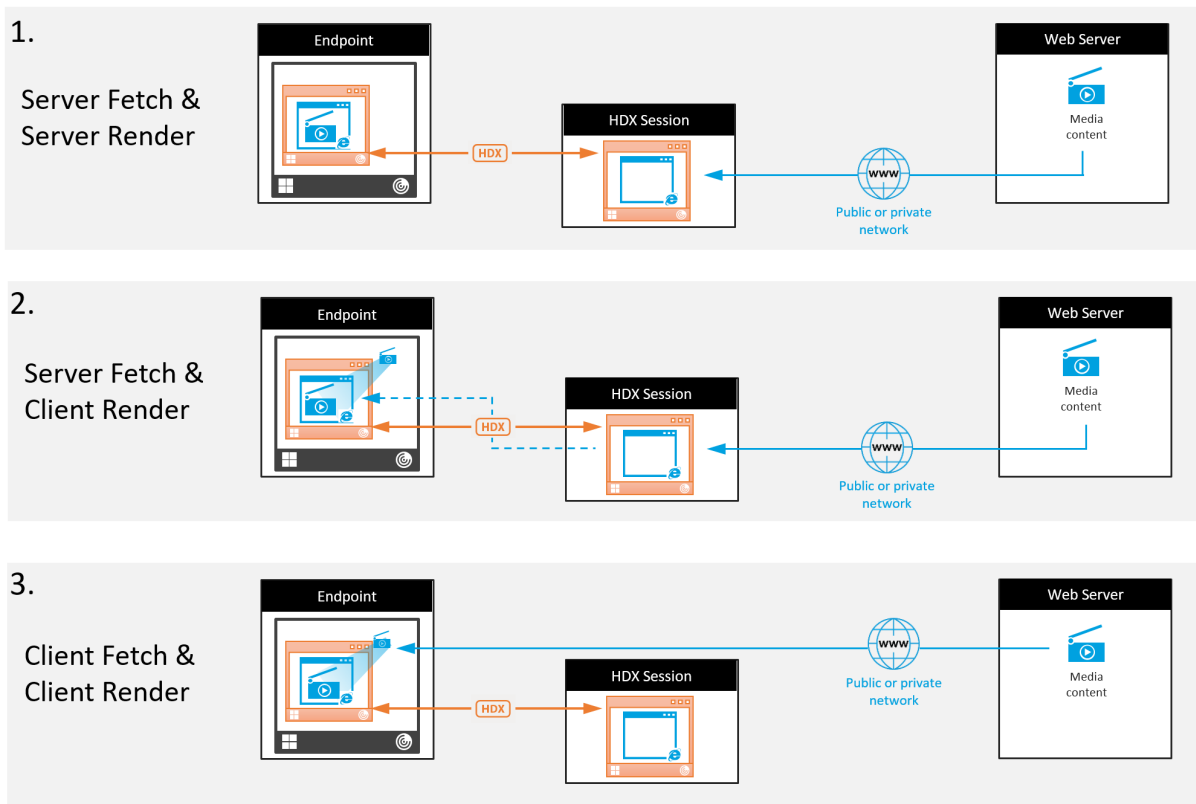 1.
Server Fetch &
Server Render
Endpoint
HDX
HDX Session
www
Public or private
network
Web Server
Media
content
2.
Server Fetch &
Client Render
Endpoint
HDX
HDX Session
www
Public or private
network
Web Server
Media
content
3.
Client Fetch &
Client Render
Endpoint
HDX
HDX Session
www
Public or private
network
Web Server
Media
content